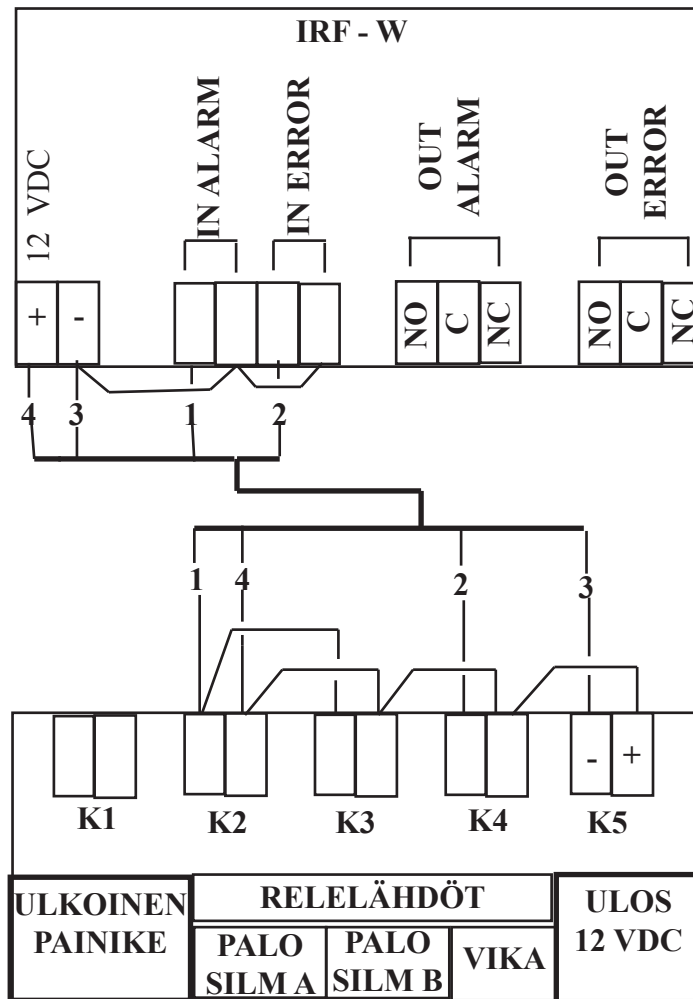 IRF - W
12 VDC
IN ALARM
IN ERROR
OUT
ALARM
OUT
ERROR
+ -
NO C NC
NO C NC
4 3 1 2
1 4 2 3
- +
K1 K2 K3 K4 K5
ULKOINEN
PAINIKE
RELELÄHDÖT
PALO
SILM A
PALO
SILM B
VIKA
ULOS
12 VDC